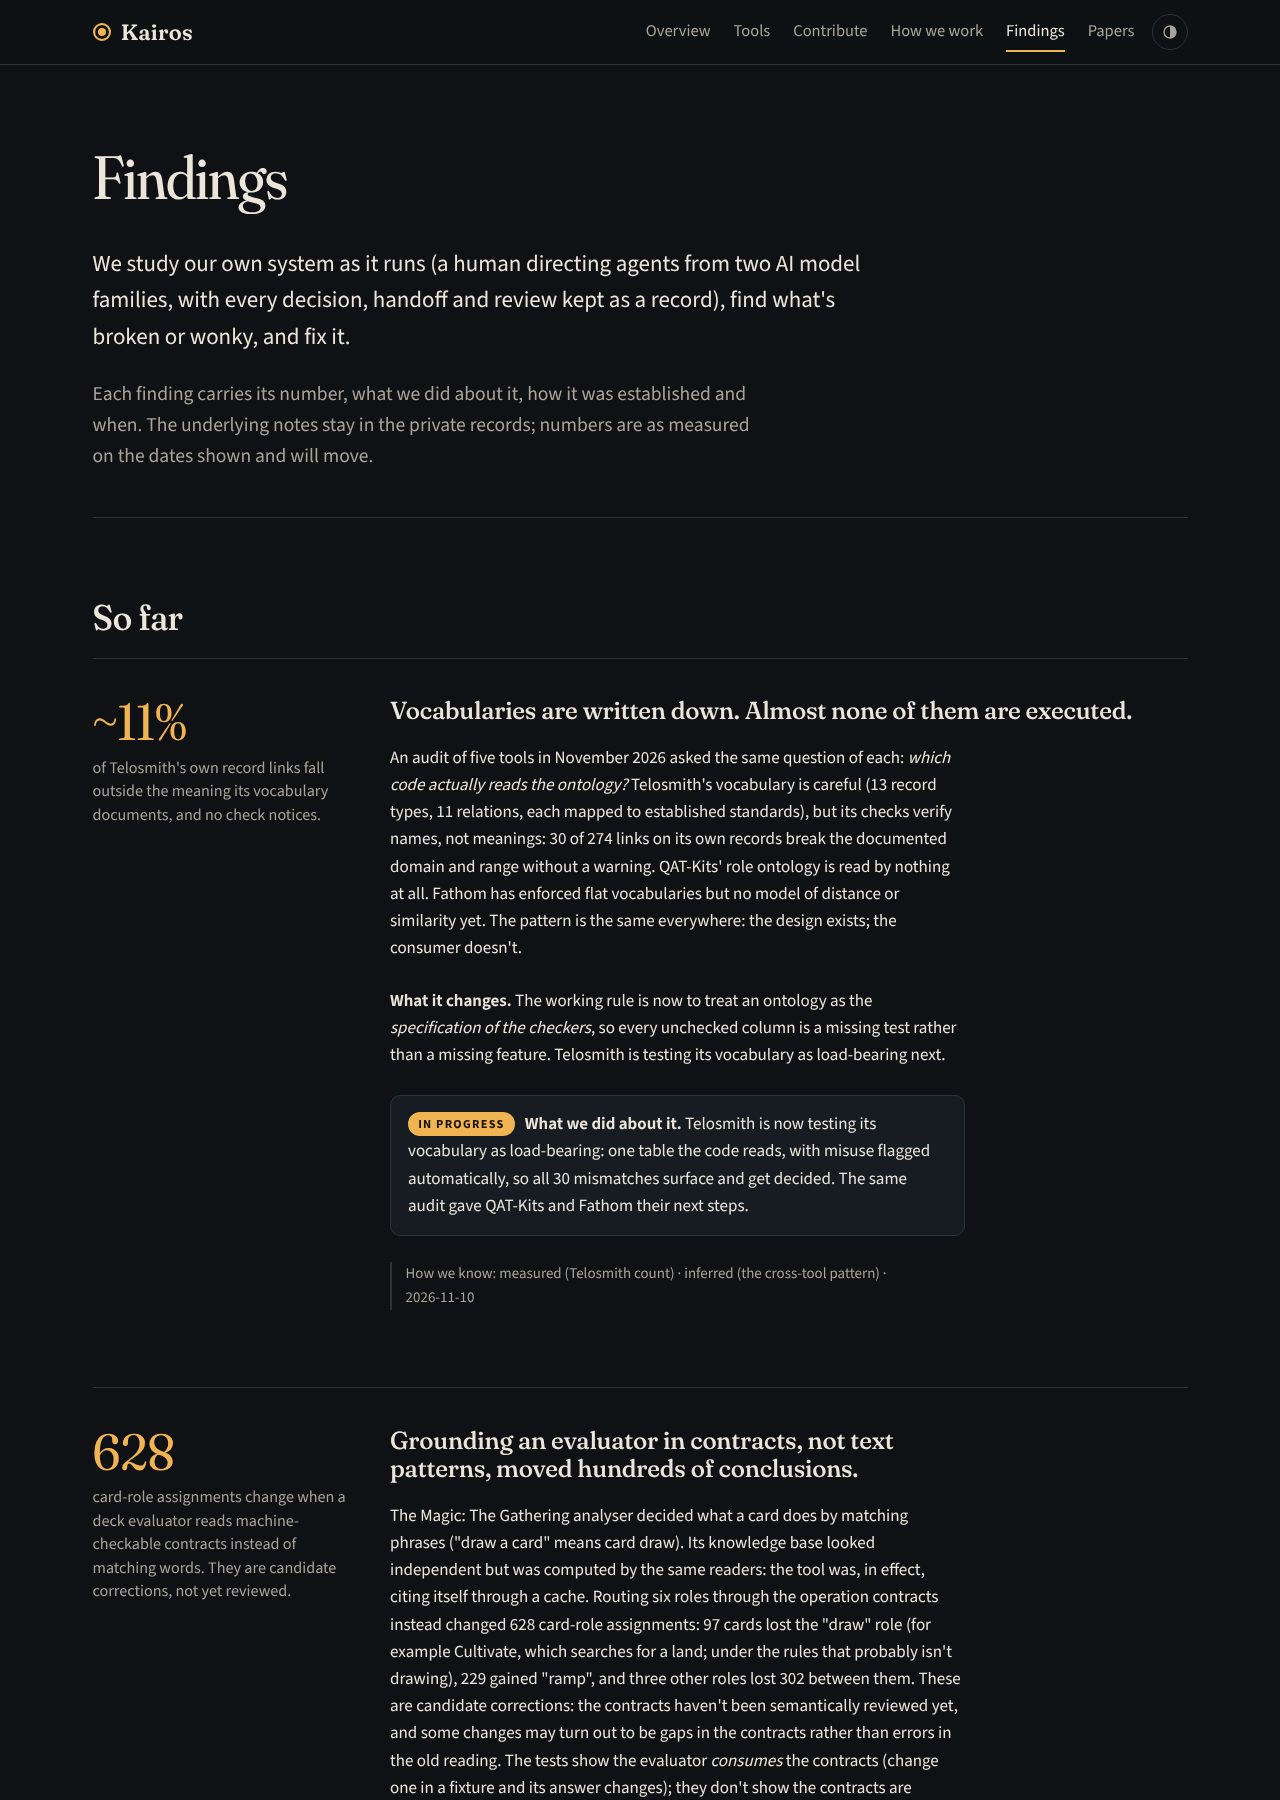 Kairos
Overview Tools Contribute How we work Findings Papers
Findings
We study our own system as it runs (a human directing agents from two AI model
families, with every decision, handoff and review kept as a record), find what's
broken or wonky, and fix it.
Each finding carries its number, what we did about it, how it was established and
when. The underlying notes stay in the private records; numbers are as measured
on the dates shown and will move.
So far
~11%
of Telosmith's own record links fall
outside the meaning its vocabulary
documents, and no check notices.
Vocabularies are written down. Almost none of them are executed.
An audit of five tools in November 2026 asked the same question of each: which
code actually reads the ontology? Telosmith's vocabulary is careful (13 record
types, 11 relations, each mapped to established standards), but its checks verify
names, not meanings: 30 of 274 links on its own records break the documented
domain and range without a warning. QAT-Kits' role ontology is read by nothing
at all. Fathom has enforced flat vocabularies but no model of distance or
similarity yet. The pattern is the same everywhere: the design exists; the
consumer doesn't.
What it changes. The working rule is now to treat an ontology as the
specification of the checkers, so every unchecked column is a missing test rather
than a missing feature. Telosmith is testing its vocabulary as load-bearing next.
IN PROGRESS What we did about it. Telosmith is now testing its
vocabulary as load-bearing: one table the code reads, with misuse flagged
automatically, so all 30 mismatches surface and get decided. The same
audit gave QAT-Kits and Fathom their next steps.
How we know: measured (Telosmith count) · inferred (the cross-tool pattern) ·
2026-11-10
628
card-role assignments change when a
deck evaluator reads machine-
checkable contracts instead of
matching words. They are candidate
corrections, not yet reviewed.
Grounding an evaluator in contracts, not text
patterns, moved hundreds of conclusions.
The Magic: The Gathering analyser decided what a card does by matching
phrases ("draw a card" means card draw). Its knowledge base looked
independent but was computed by the same readers: the tool was, in effect,
citing itself through a cache. Routing six roles through the operation contracts
instead changed 628 card-role assignments: 97 cards lost the "draw" role (for
example Cultivate, which searches for a land; under the rules that probably isn't
drawing), 229 gained "ramp", and three other roles lost 302 between them. These
are candidate corrections: the contracts haven't been semantically reviewed yet,
and some changes may turn out to be gaps in the contracts rather than errors in
the old reading. The tests show the evaluator consumes the contracts (change
one in a fixture and its answer changes); they don't show the contracts are